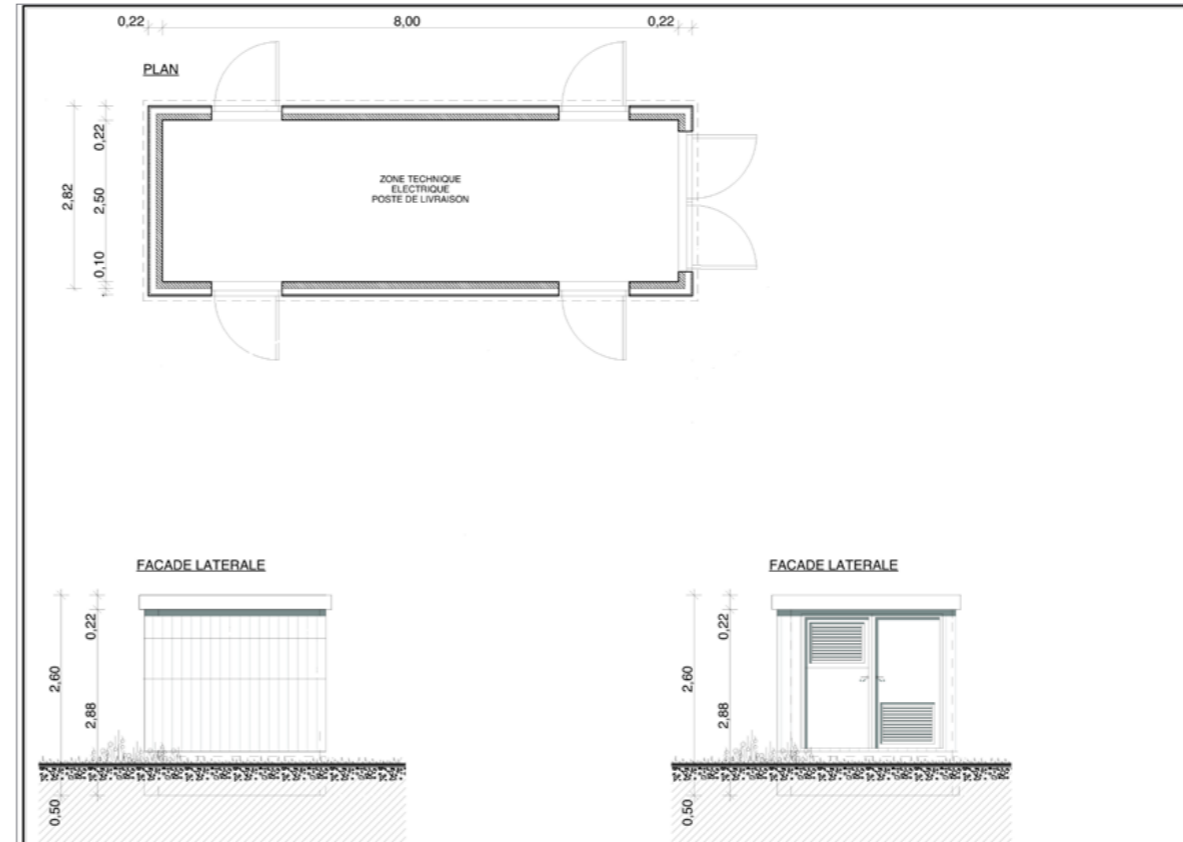 0,22 8,00 0,22
PLAN
0,22
2,82
2,50
0,10
ZONE TECHNIQUE
ELECTRIQUE
POSTE DE LIVRAISON
FACADE LATERALE
0,22
2,60
2,88
0,50
FACADE LATERALE
0,22
2,60
2,88
0,50